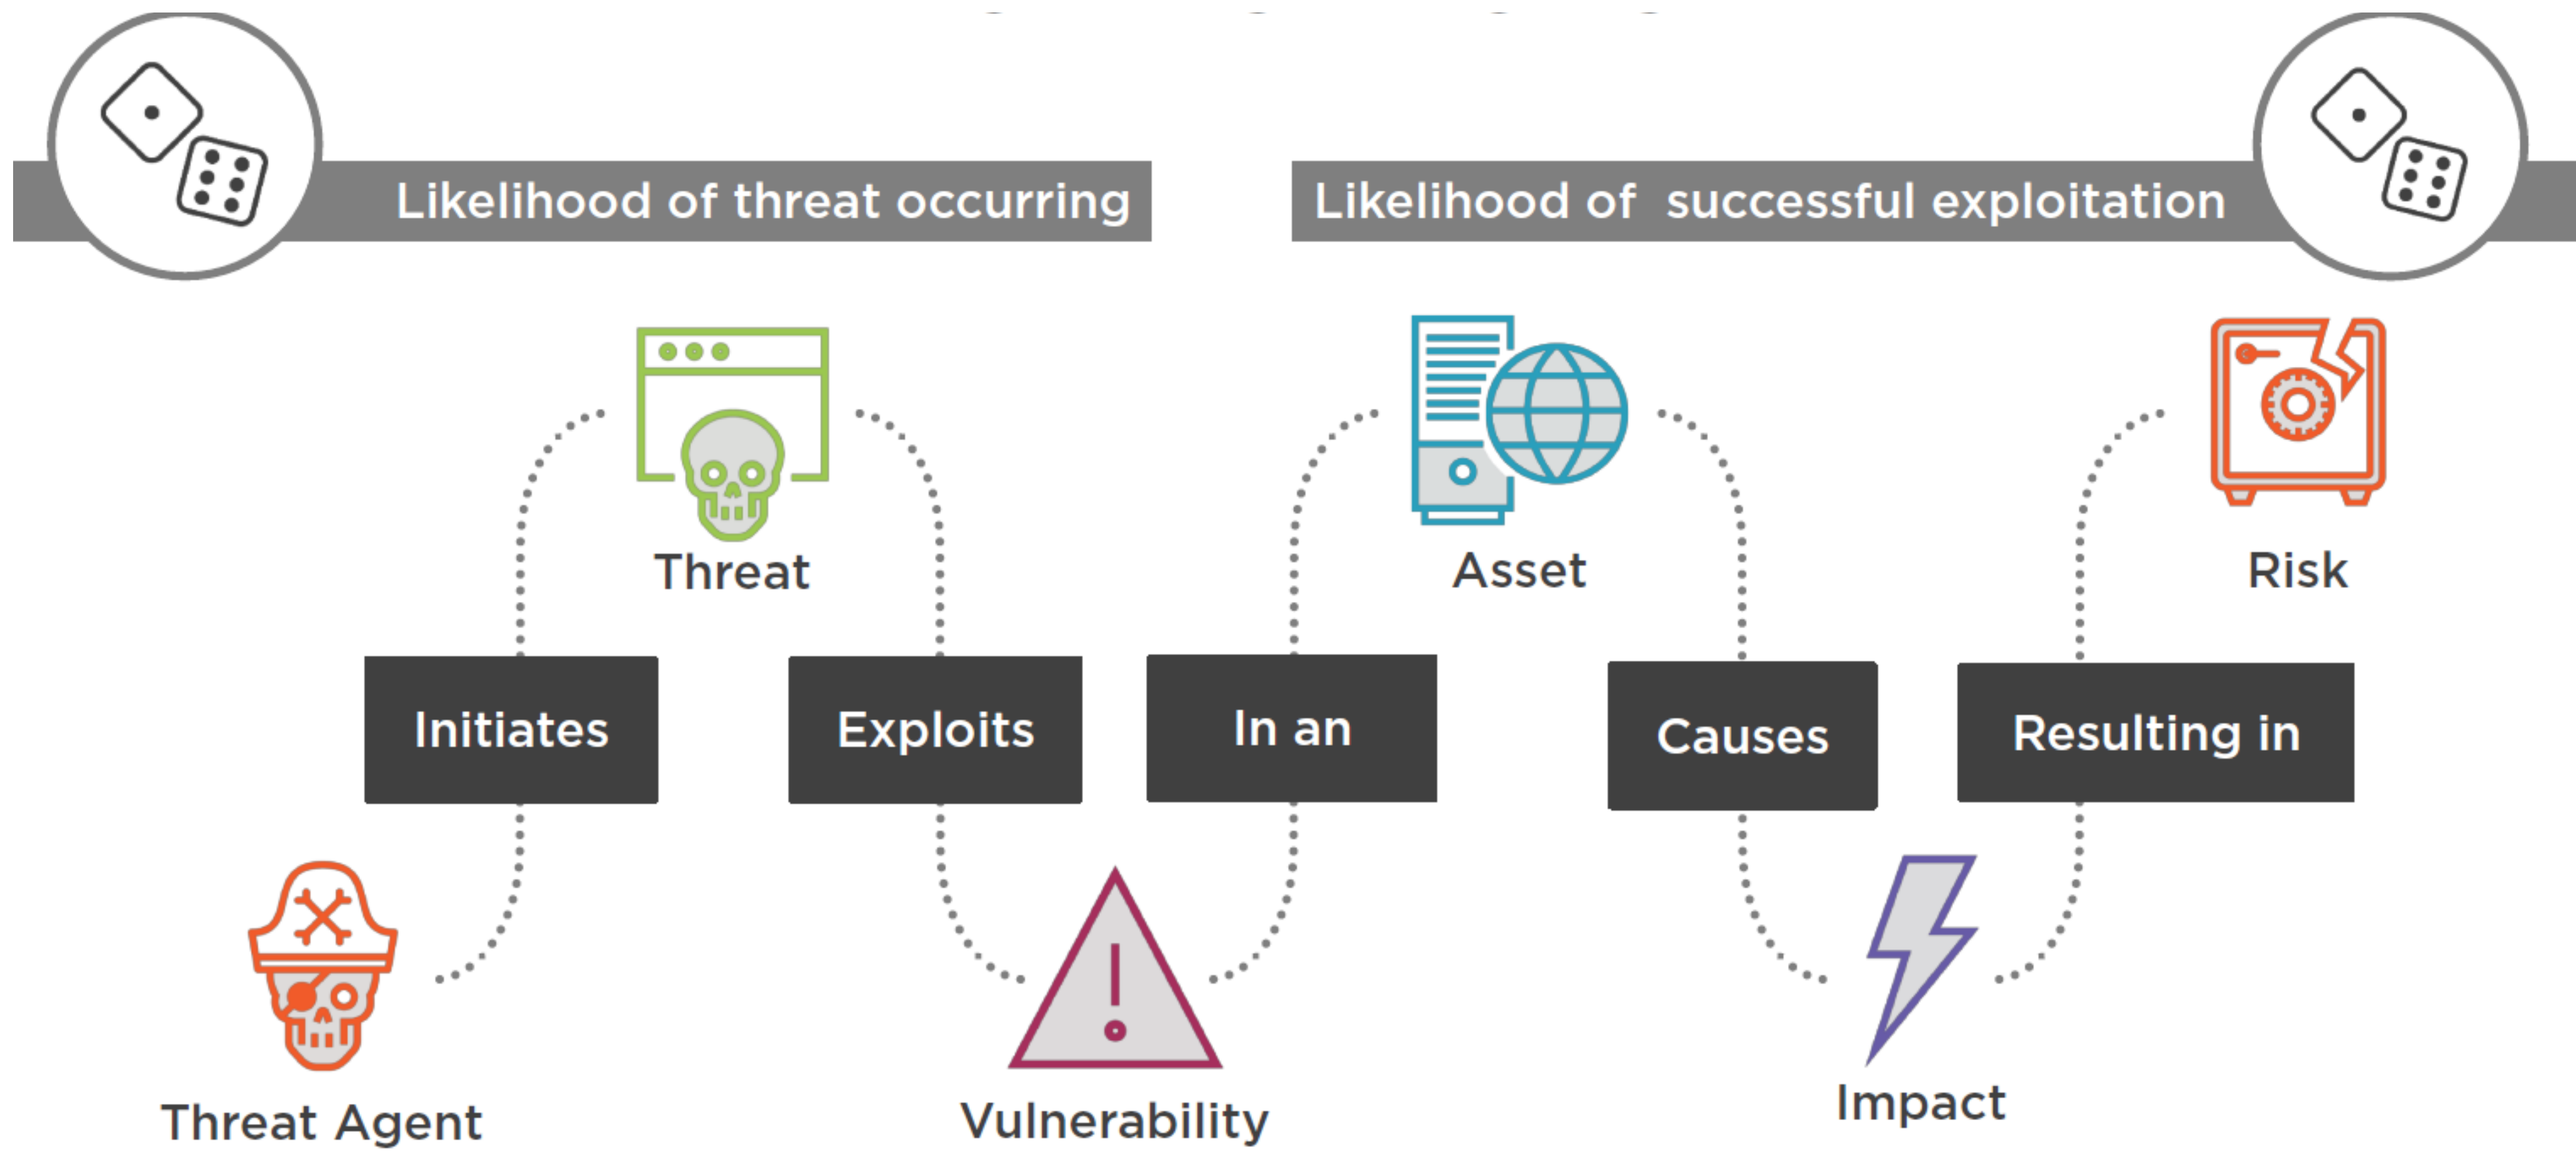 Likelihood of threat occurring
Likelihood of successful exploitation
Threat
Asset
Risk
Initiates
Exploits
In an
Causes
Resulting in
Threat Agent
Vulnerability
Impact